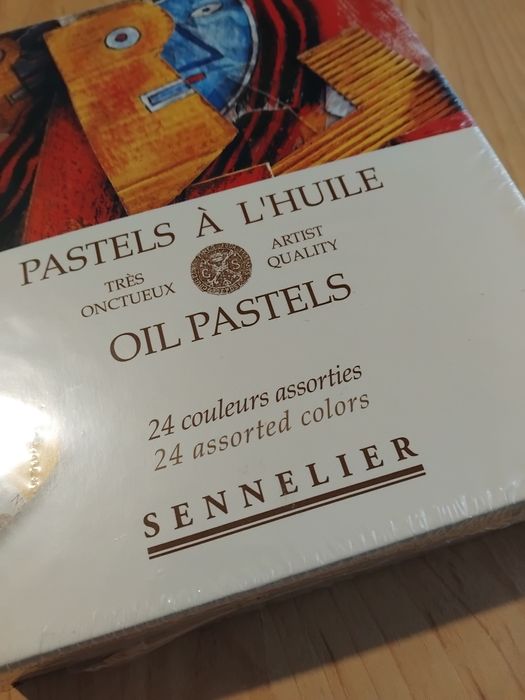 PASTELS À L'HUILE
TRÈS
ONCTUEUX
ARTIST
QUALITY
OIL PASTELS
24 couleurs assorties
24 assorted colors
SENNELIER